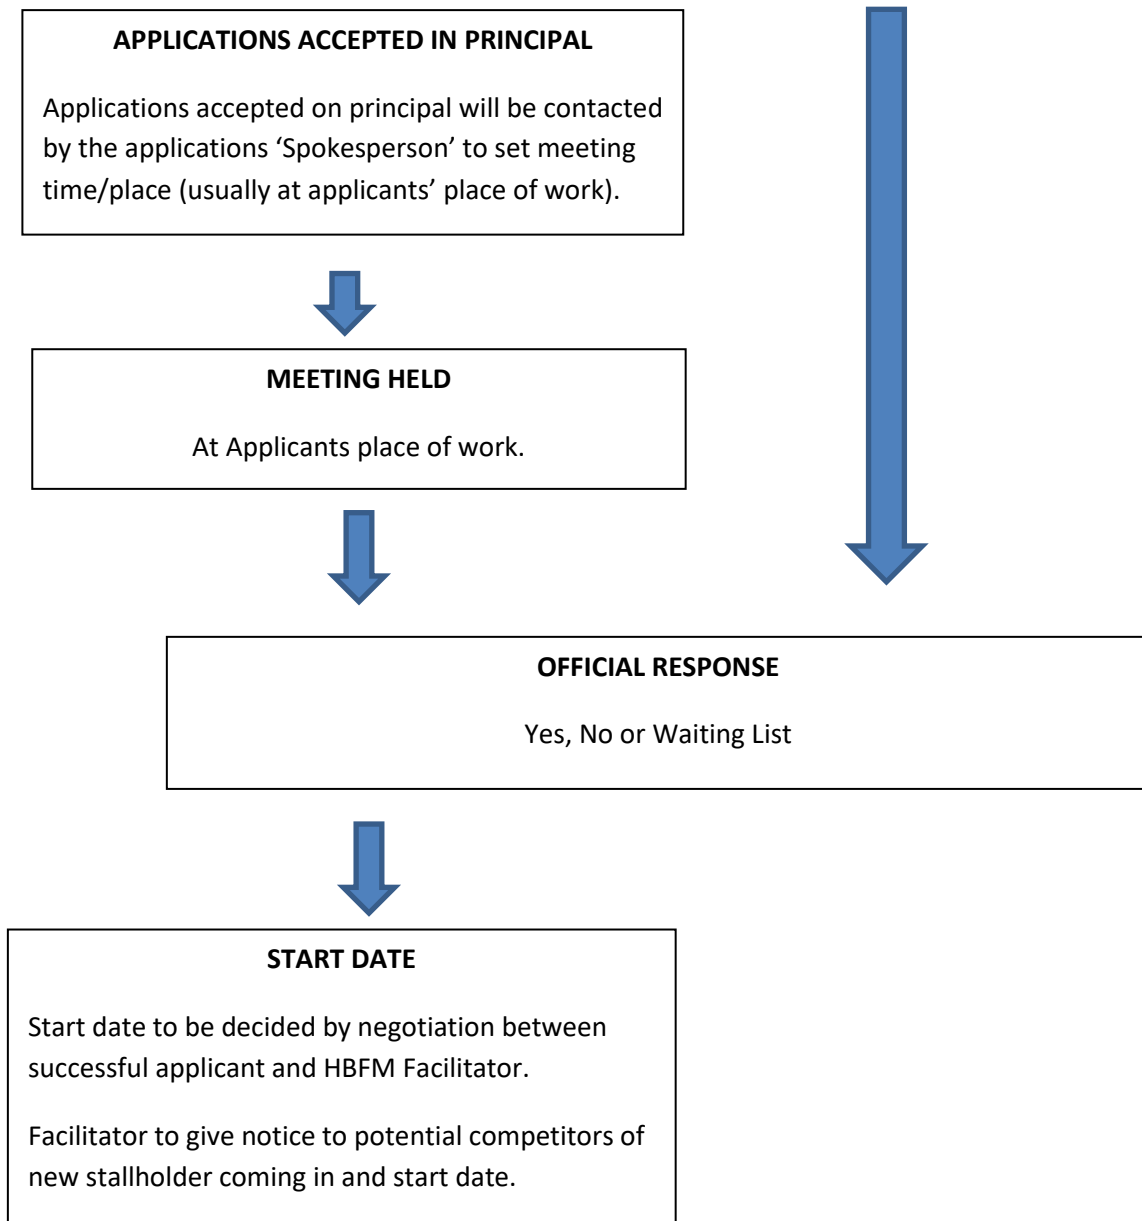 APPLICATIONS ACCEPTED IN PRINCIPAL
Applications accepted on principal will be contacted
by the applications ‘Spokesperson’ to set meeting
time/place (usually at applicants’ place of work).
MEETING HELD
At Applicants place of work.
OFFICIAL RESPONSE
Yes, No or Waiting List
START DATE
Start date to be decided by negotiation between
successful applicant and HBFM Facilitator.
Facilitator to give notice to potential competitors of
new stallholder coming in and start date.